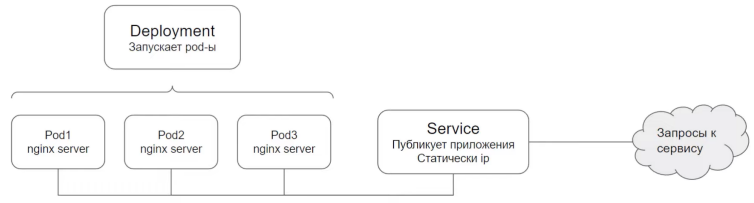 Deployment
Запускает pod-ы
Pod1
nginx server
Pod2
nginx server
Pod3
nginx server
Service
Публикует приложения
Статически ip
Запросы к
сервису